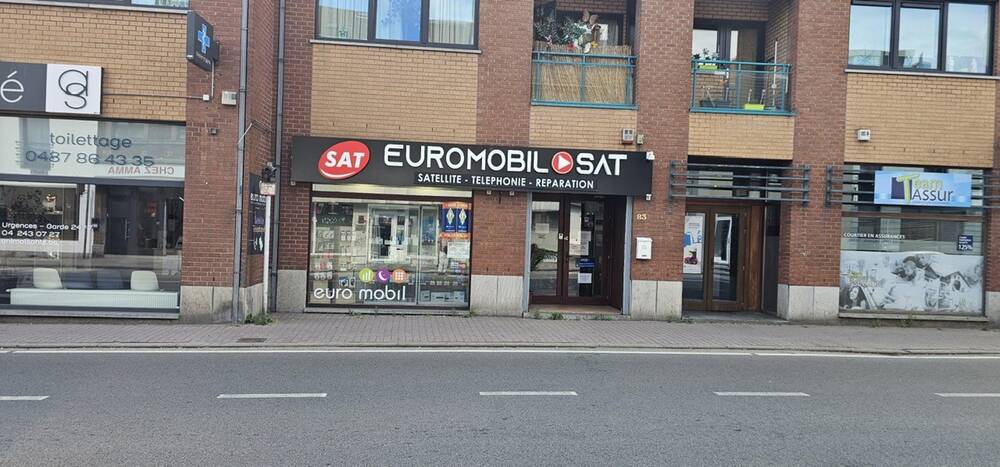 é
toilettage
0487 86 43 35
CHEZ AMMA
Urgences - Garde 24
04 243 07 27
SAT
EUROMOBIL SAT
SATELLITE - TELEPHONIE - REPARATION
euro mobil
83
Team
Assur
COURTIER EN ASSURANCES